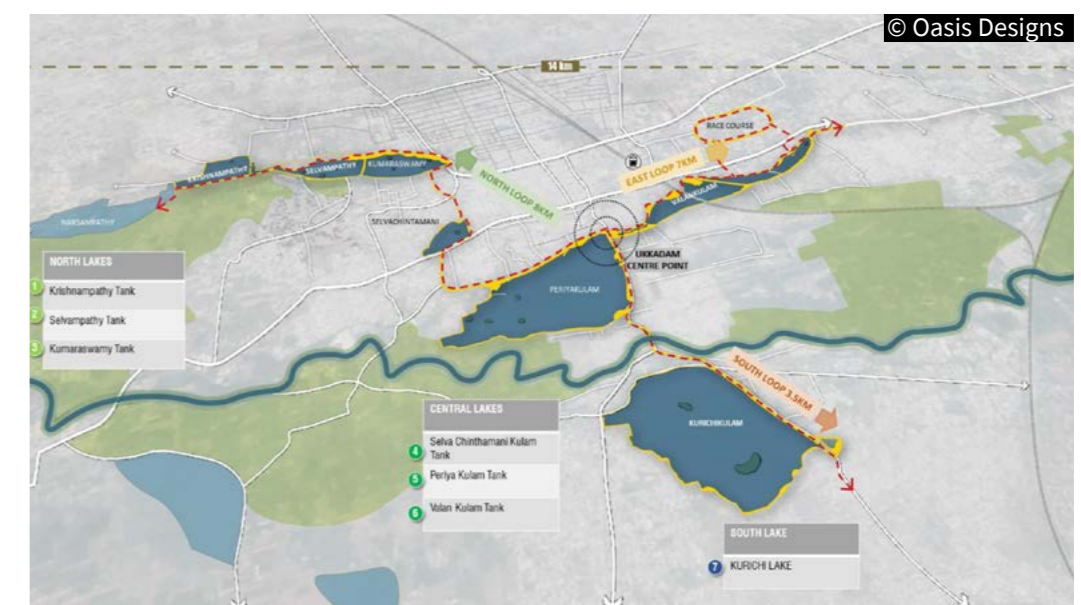 © Oasis Designs
14 km
RACE COURSE
EAST LOOP 7KM
KRISHNAMPATHY
SELVAMPATHY
KUMARASWAMY
NORTH LOOP 8KM
VALANKULAM
NARSAMPATHY
SELVACHINTAMANI
UKKADAM
CENTRE POINT
PERIYAKULAM
NORTH LAKES
1 Krishnampathy Tank
2 Selvampathy Tank
3 Kumaraswamy Tank
SOUTH LOOP 3.5KM
KURICHIKULAM
CENTRAL LAKES
4 Selva Chinthamani Kulam
Tank
5 Periya Kulam Tank
6 Valan Kulam Tank
SOUTH LAKE
7 KURICHI LAKE